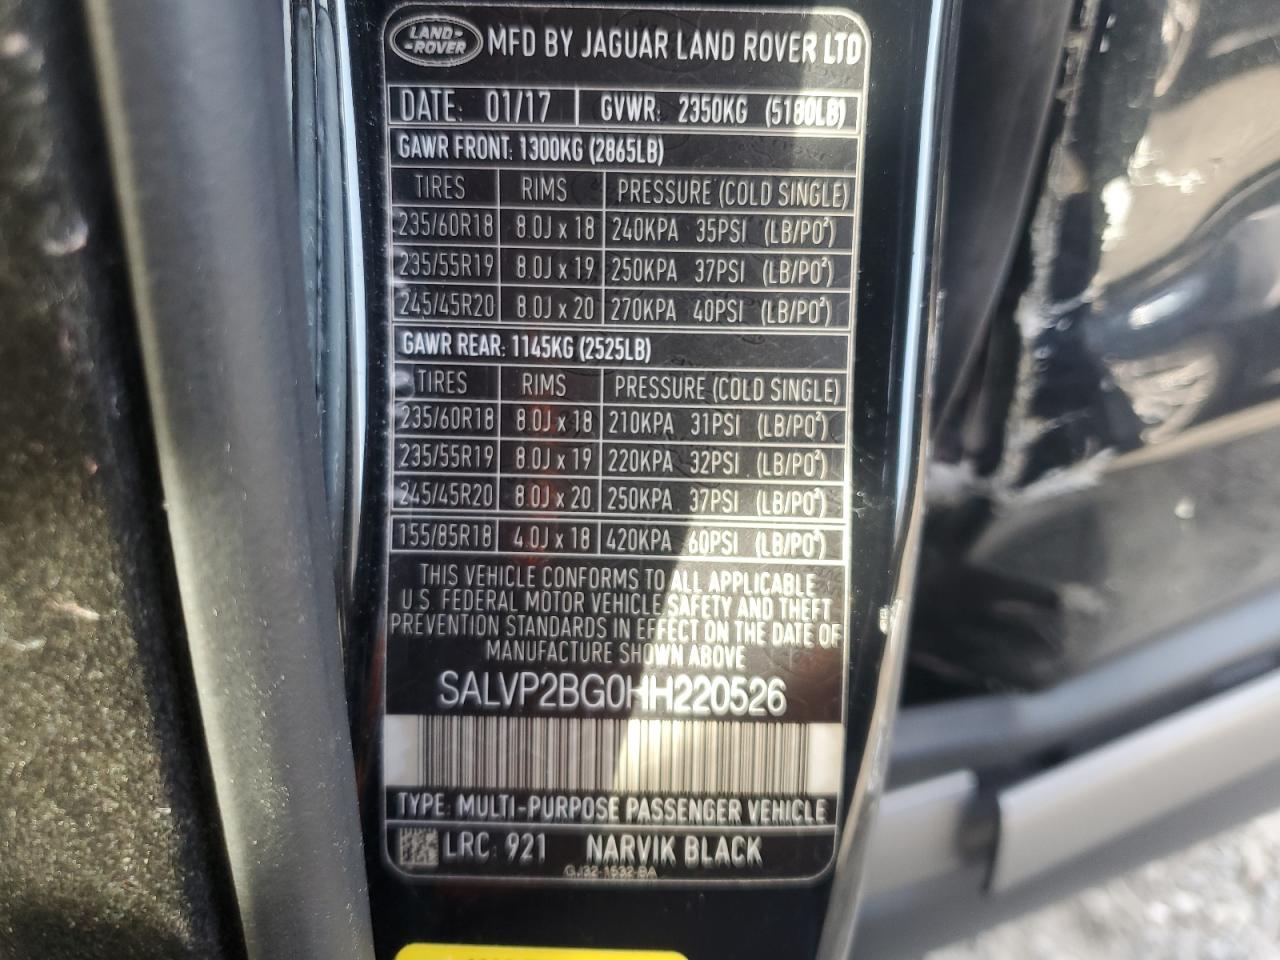 LAND-
-ROVER
MFD BY JAGUAR LAND ROVER LTD
DATE: 01/17 GVWR: 2350KG (5180LB)
GAWR FRONT: 1300KG (2865LB)
TIRES RIMS PRESSURE (COLD SINGLE)
235/60R18 8.0J x 18 240KPA 35PSI (LB/PO²)
235/55R19 8.0J x 19 250KPA 37PSI (LB/PO²)
245/45R20 8.0J x 20 270KPA 40PSI (LB/PO²)
GAWR REAR: 1145KG (2525LB)
TIRES RIMS PRESSURE (COLD SINGLE)
235/60R18 8.0J x 18 210KPA 31PSI (LB/PO²)
235/55R19 8.0J x 19 220KPA 32PSI (LB/PO²)
245/45R20 8.0J x 20 250KPA 37PSI (LB/PO²)
155/85R18 4.0J x 18 420KPA 60PSI (LB/PO²)
THIS VEHICLE CONFORMS TO ALL APPLICABLE
U.S. FEDERAL MOTOR VEHICLE SAFETY AND THEFT
PREVENTION STANDARDS IN EFFECT ON THE DATE OF
MANUFACTURE SHOWN ABOVE
SALVP2BG0HH220526
TYPE: MULTI-PURPOSE PASSENGER VEHICLE
LRC: 921 NARVIK BLACK
GJ32-1532-BA